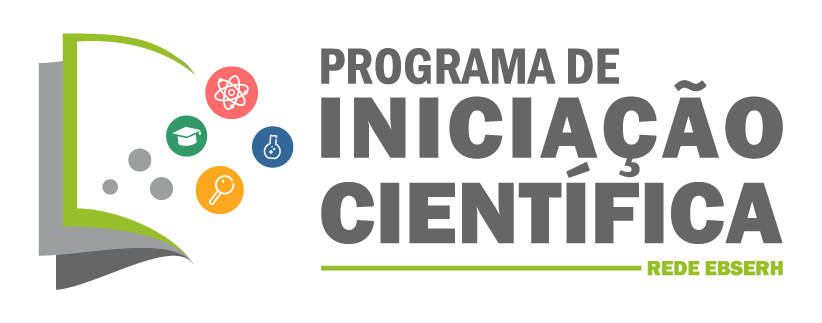 PROGRAMA DE
INICIAÇÃO
CIENTÍFICA
REDE EBSERH